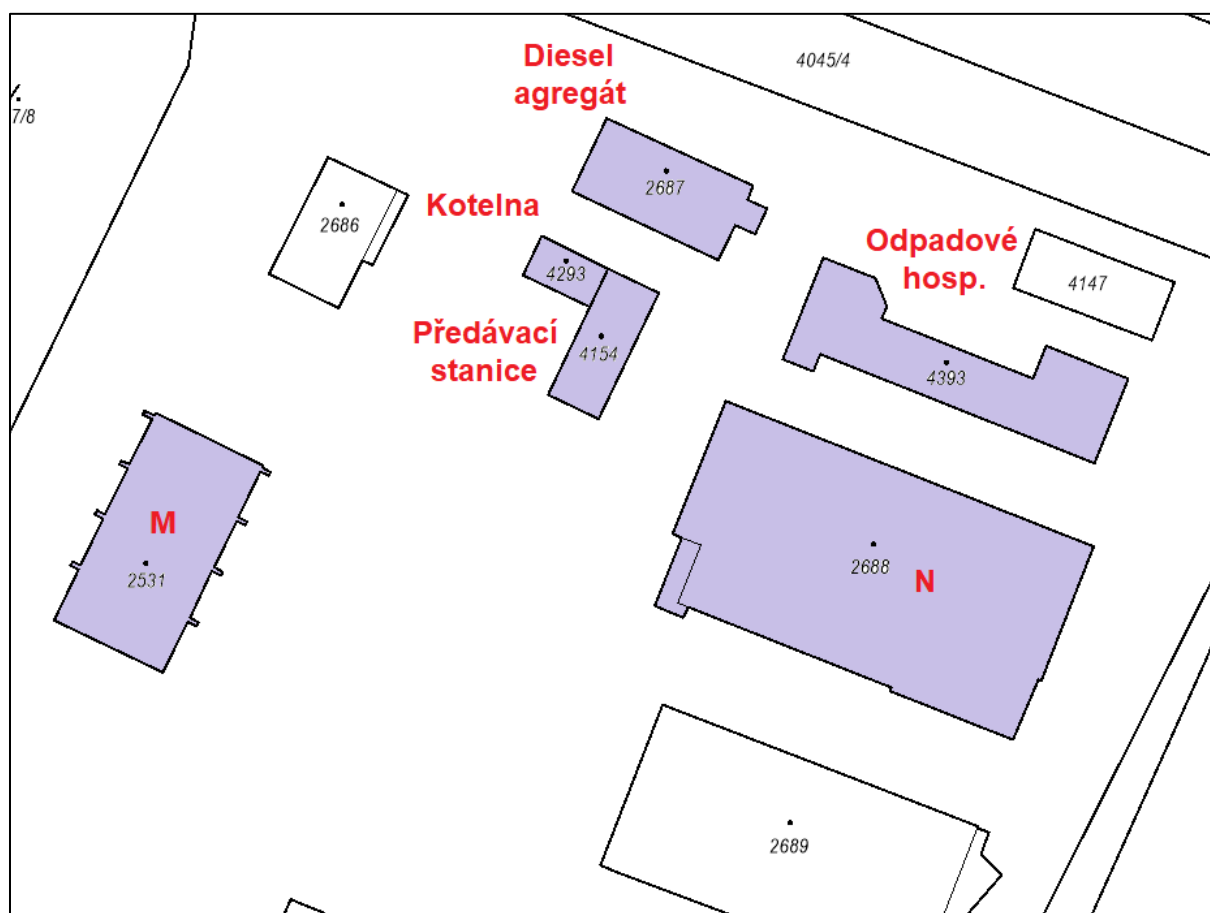 Diesel
agregát
4045/4
7/8
2687
2686
Kotelna
Odpadové
hosp.
4293
4147
Předávací
stanice
4154
4393
M
2531
2688
N
2689